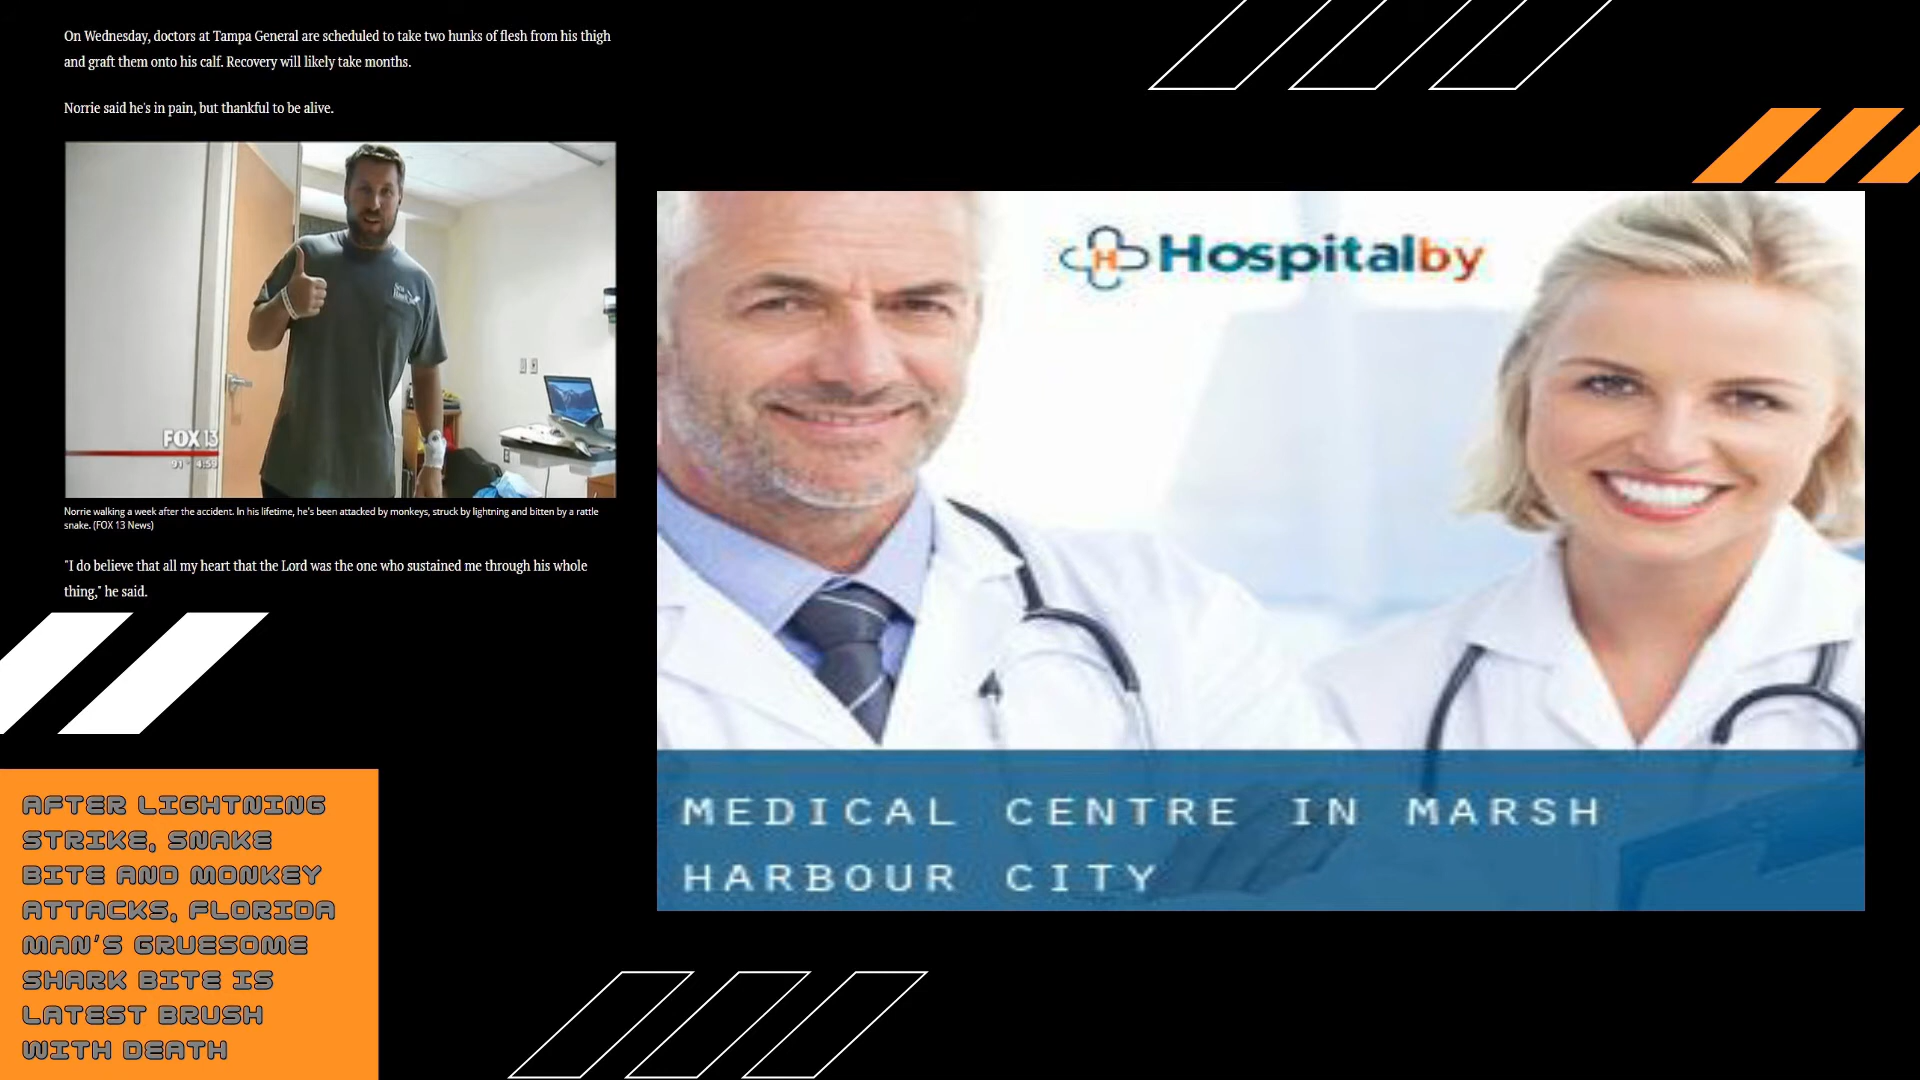 On Wednesday, doctors at Tampa General are scheduled to take two hunks of flesh from his thigh
and graft them onto his calf. Recovery will likely take months.
Norrie said he's in pain, but thankful to be alive.
FOX 13
91° 4:53
Norrie walking a week after the accident. In his lifetime, he's been attacked by monkeys, struck by lightning and bitten by a rattle
snake. (FOX 13 News)
"I do believe that all my heart that the Lord was the one who sustained me through his whole
thing," he said.
AFTER LIGHTNING
STRIKE, SNAKE
BITE AND MONKEY
ATTACKS, FLORIDA
MAN'S GRUESOME
SHARK BITE IS
LATEST BRUSH
WITH DEATH
H Hospitalby
MEDICAL CENTRE IN MARSH
HARBOUR CITY